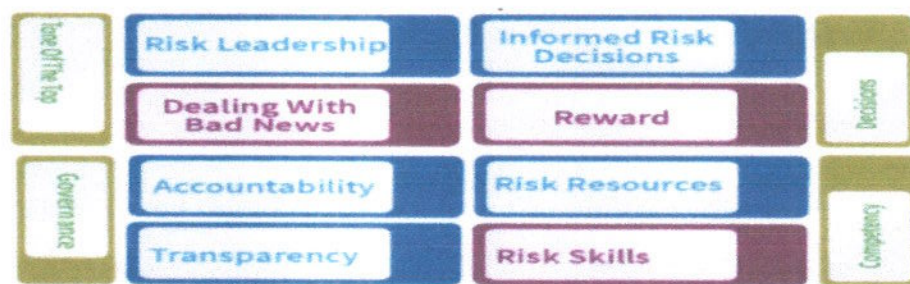 Tone Of The Top
Risk Leadership
Informed Risk
Decisions
Dealing With
Bad News
Reward
Decisions
Governance
Accountability
Risk Resources
Transparency
Risk Skills
Competency